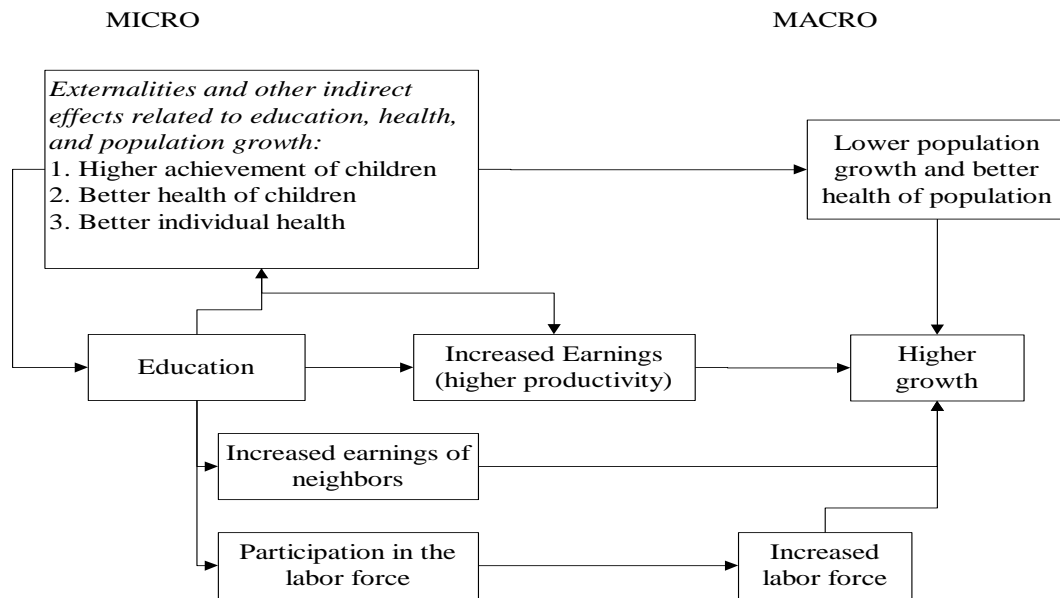 MICRO
MACRO
Externalities and other indirect
effects related to education, health,
and population growth:
1. Higher achievement of children
2. Better health of children
3. Better individual health
Lower population
growth and better
health of population
Education
Increased Earnings
(higher productivity)
Higher
growth
Increased earnings of
neighbors
Participation in the
labor force
Increased
labor force